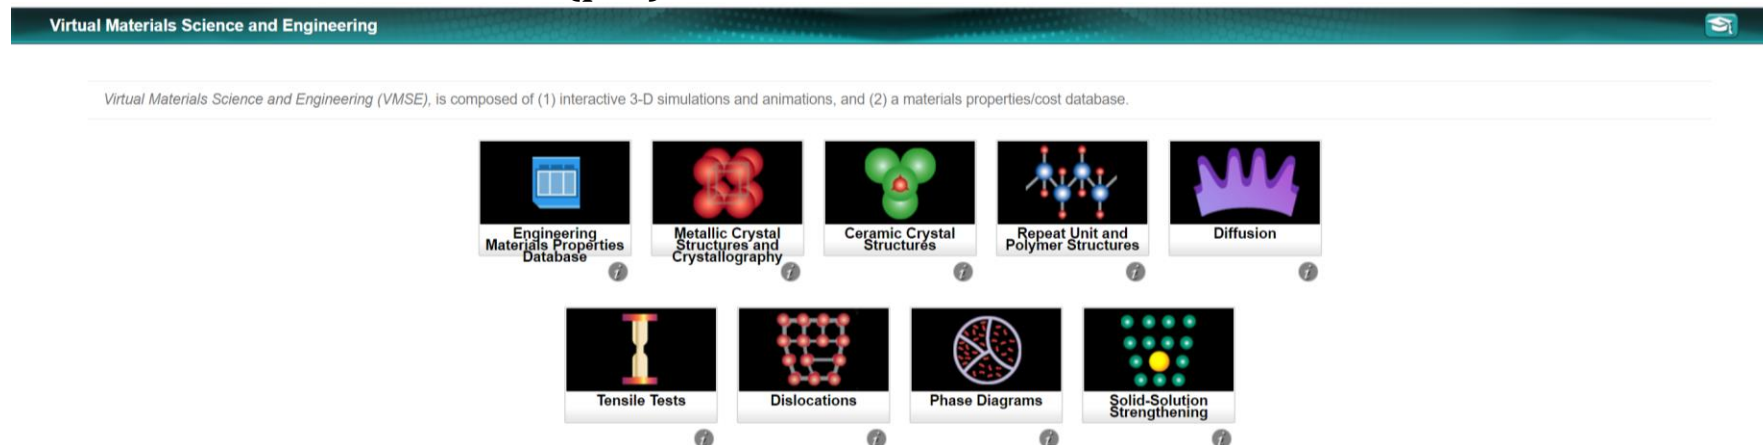 Virtual Materials Science and Engineering
Virtual Materials Science and Engineering (VMSE), is composed of (1) interactive 3-D simulations and animations, and (2) a materials properties/cost database.
Engineering
Materials Properties
Database
Metallic Crystal
Structures and
Crystallography
Ceramic Crystal
Structures
Repeat Unit and
Polymer Structures
Diffusion
i
i
i
i
i
Tensile Tests
Dislocations
Phase Diagrams
Solid-Solution
Strengthening
i
i
i
i